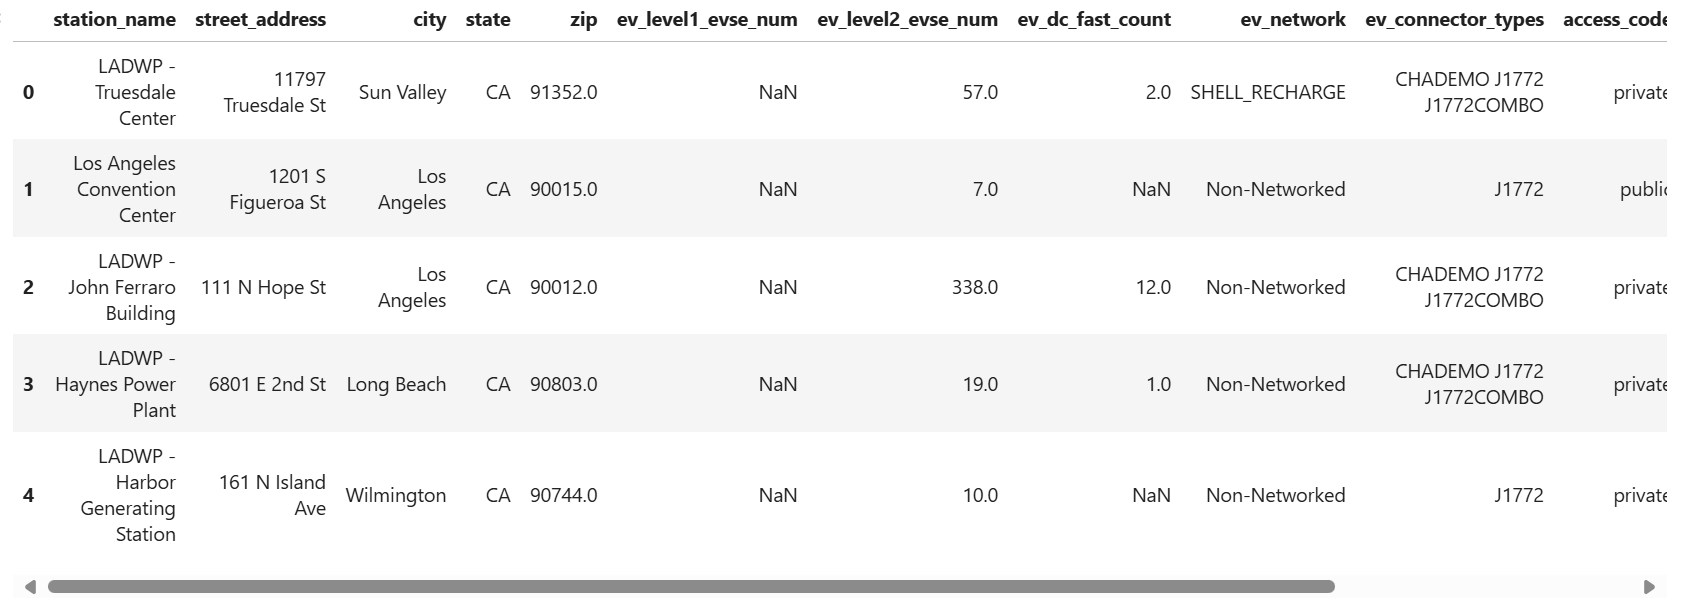 station_name street_address city state zip ev_level1_evse_num ev_level2_evse_num ev_dc_fast_count ev_network ev_connector_types access_code
0 LADWP - Truesdale Center 11797 Truesdale St Sun Valley CA 91352.0 NaN 57.0 2.0 SHELL_RECHARGE CHADEMO J1772 J1772COMBO private
1 Los Angeles Convention Center 1201 S Figueroa St Los Angeles CA 90015.0 NaN 7.0 NaN Non-Networked J1772 public
2 LADWP - John Ferraro Building 111 N Hope St Los Angeles CA 90012.0 NaN 338.0 12.0 Non-Networked CHADEMO J1772 J1772COMBO private
3 LADWP - Haynes Power Plant 6801 E 2nd St Long Beach CA 90803.0 NaN 19.0 1.0 Non-Networked CHADEMO J1772 J1772COMBO private
4 LADWP - Harbor Generating Station 161 N Island Ave Wilmington CA 90744.0 NaN 10.0 NaN Non-Networked J1772 private